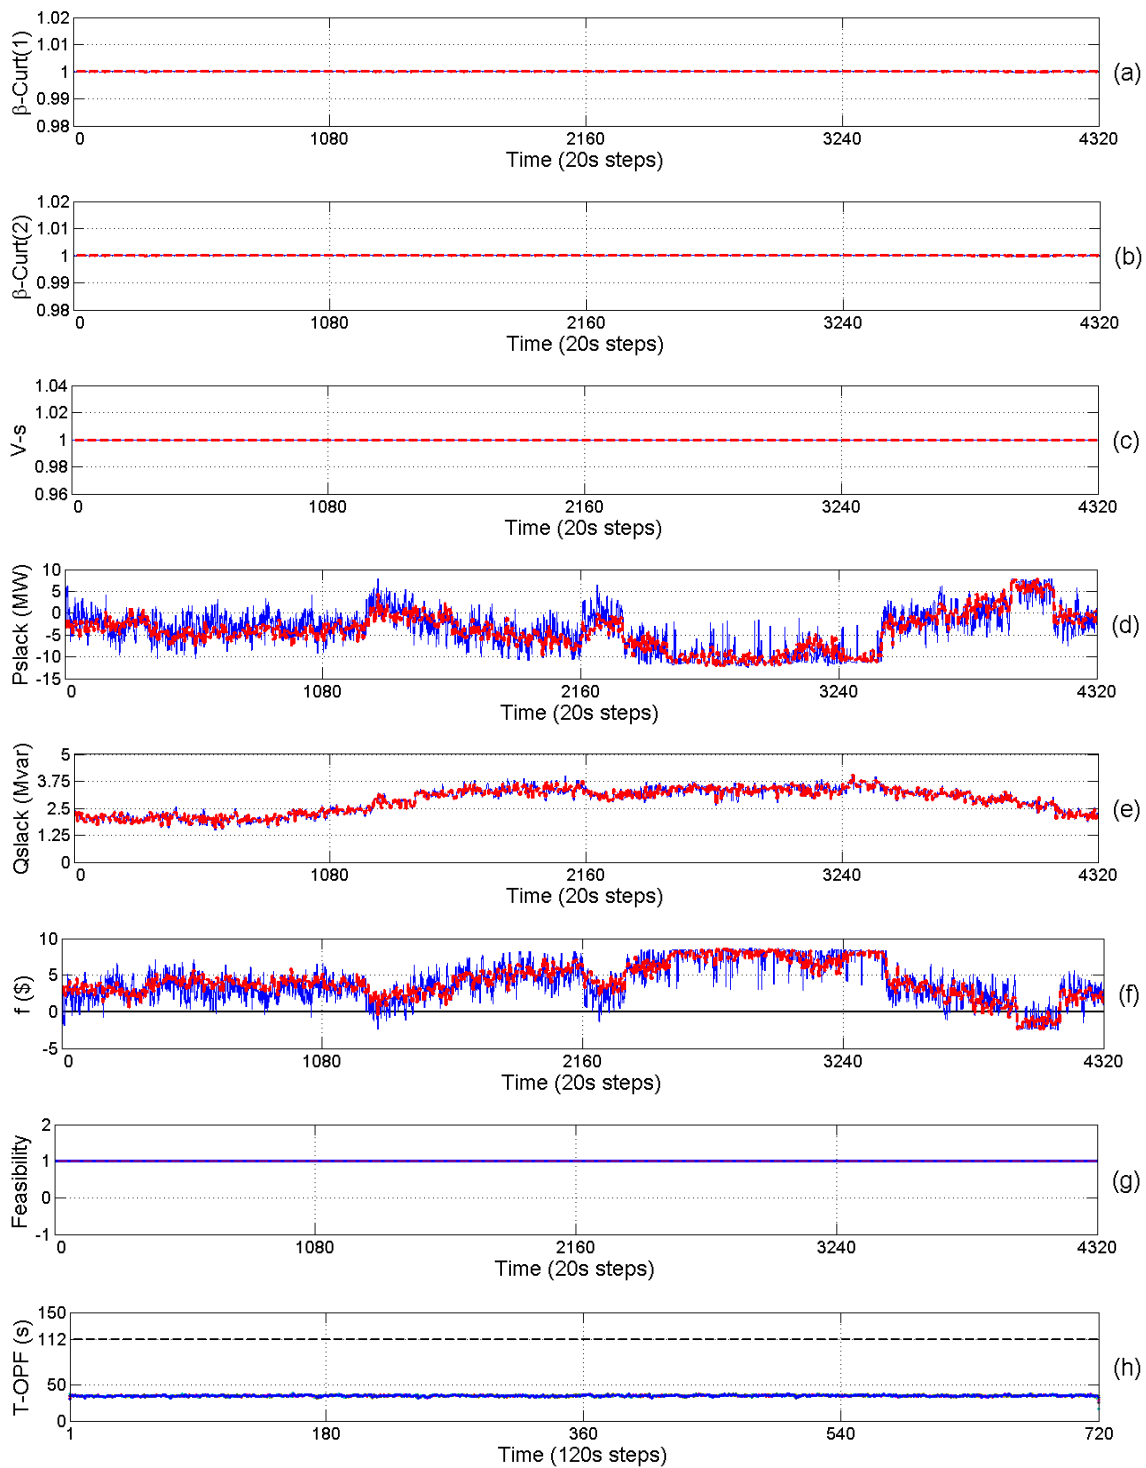 1.02
1.01
1
0.99
0.98
β-Curt(1)
0 1080 2160 3240 4320
Time (20s steps)
(a)
1.02
1.01
1
0.99
0.98
β-Curt(2)
0 1080 2160 3240 4320
Time (20s steps)
(b)
1.04
1.02
1
0.98
0.96
V-s
0 1080 2160 3240 4320
Time (20s steps)
(c)
10
5
0
-5
-10
-15
Pslack (MW)
0 1080 2160 3240 4320
Time (20s steps)
(d)
5
3.75
2.5
1.25
0
Qslack (Mvar)
0 1080 2160 3240 4320
Time (20s steps)
(e)
10
5
0
-5
f ($)
0 1080 2160 3240 4320
Time (20s steps)
(f)
2
1
0
-1
Feasibility
0 1080 2160 3240 4320
Time (20s steps)
(g)
150
112
50
0
T-OPF (s)
1 180 360 540 720
Time (120s steps)
(h)